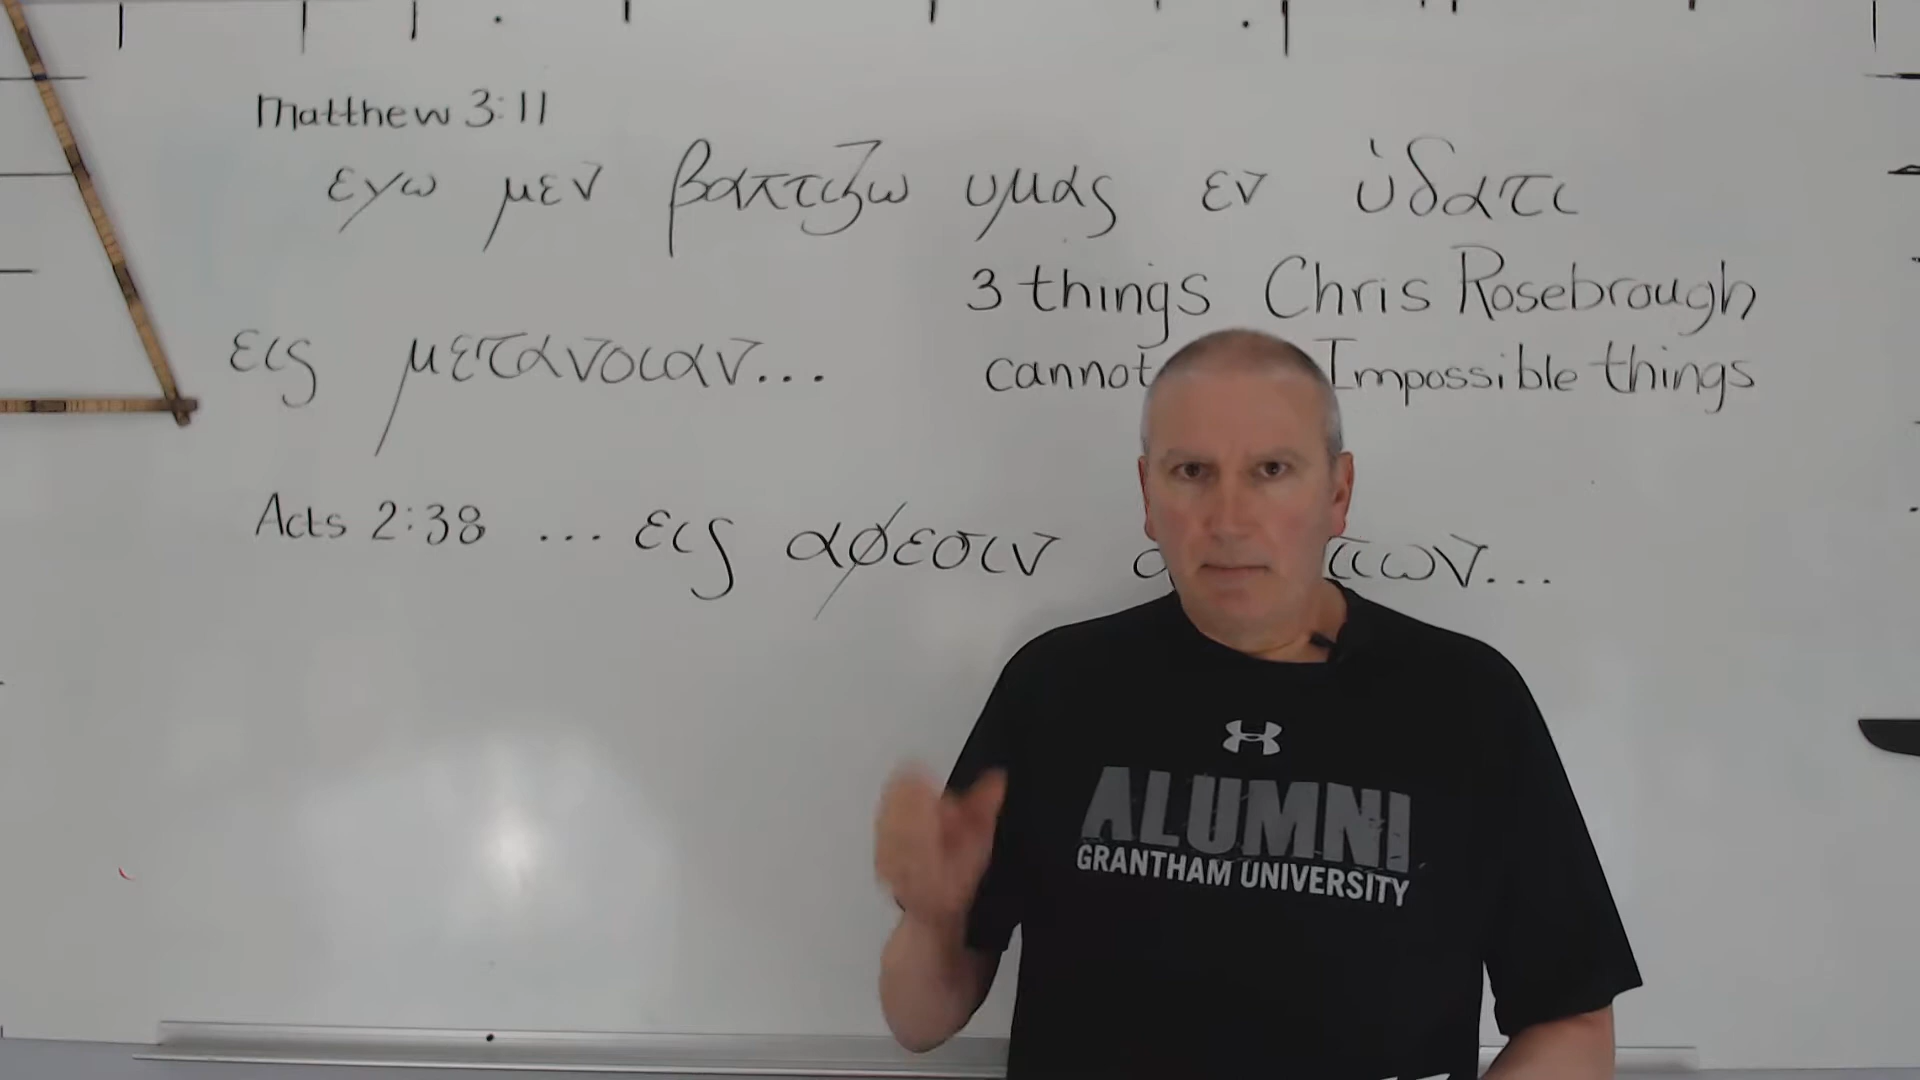 Matthew 3:11
εγω μεν βαπτιζω υμας εν ὑδατι
εις μετανοιαν...
3 things Chris Rosebrough
cannot Impossible things
Acts 2:38 ... εις αφεσιν
ALUMNI
GRANTHAM UNIVERSITY